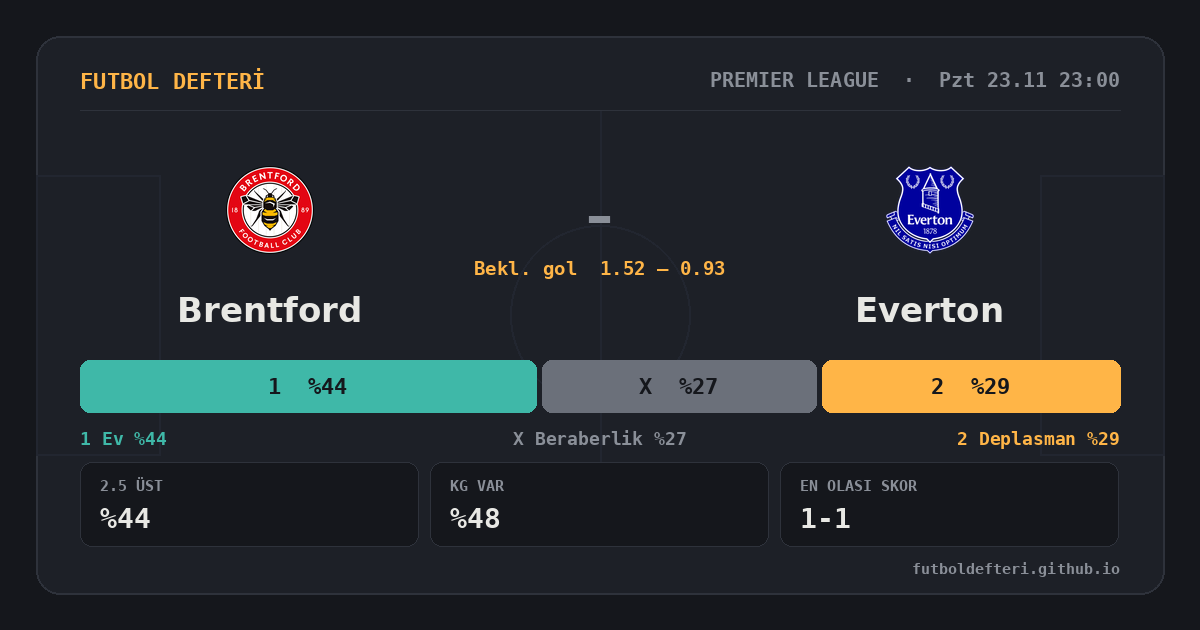 FUTBOL DEFTERİ
PREMIER LEAGUE · Pzt 23.11 23:00
BRENTFORD
18 89
FOOTBALL CLUB
Everton
1878
NIL SATIS NISI OPTIMUM
-
Bekl. gol 1.52 – 0.93
Brentford
Everton
1 %44
X %27
2 %29
1 Ev %44
X Beraberlik %27
2 Deplasman %29
2.5 ÜST
%44
KG VAR
%48
EN OLASI SKOR
1-1
futboldefteri.github.io